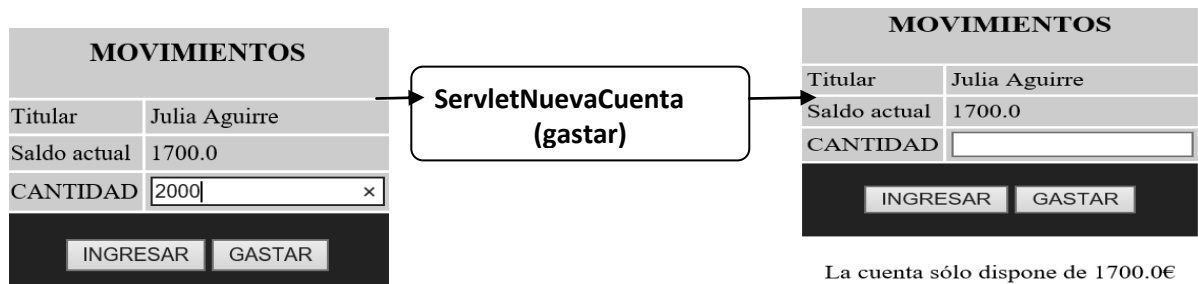 MOVIMIENTOS
Titular Julia Aguirre
Saldo actual 1700.0
CANTIDAD 2000 ×
INGRESAR GASTAR
ServletNuevaCuenta
(gastar)
MOVIMIENTOS
Titular Julia Aguirre
Saldo actual 1700.0
CANTIDAD
INGRESAR GASTAR
La cuenta sólo dispone de 1700.0€